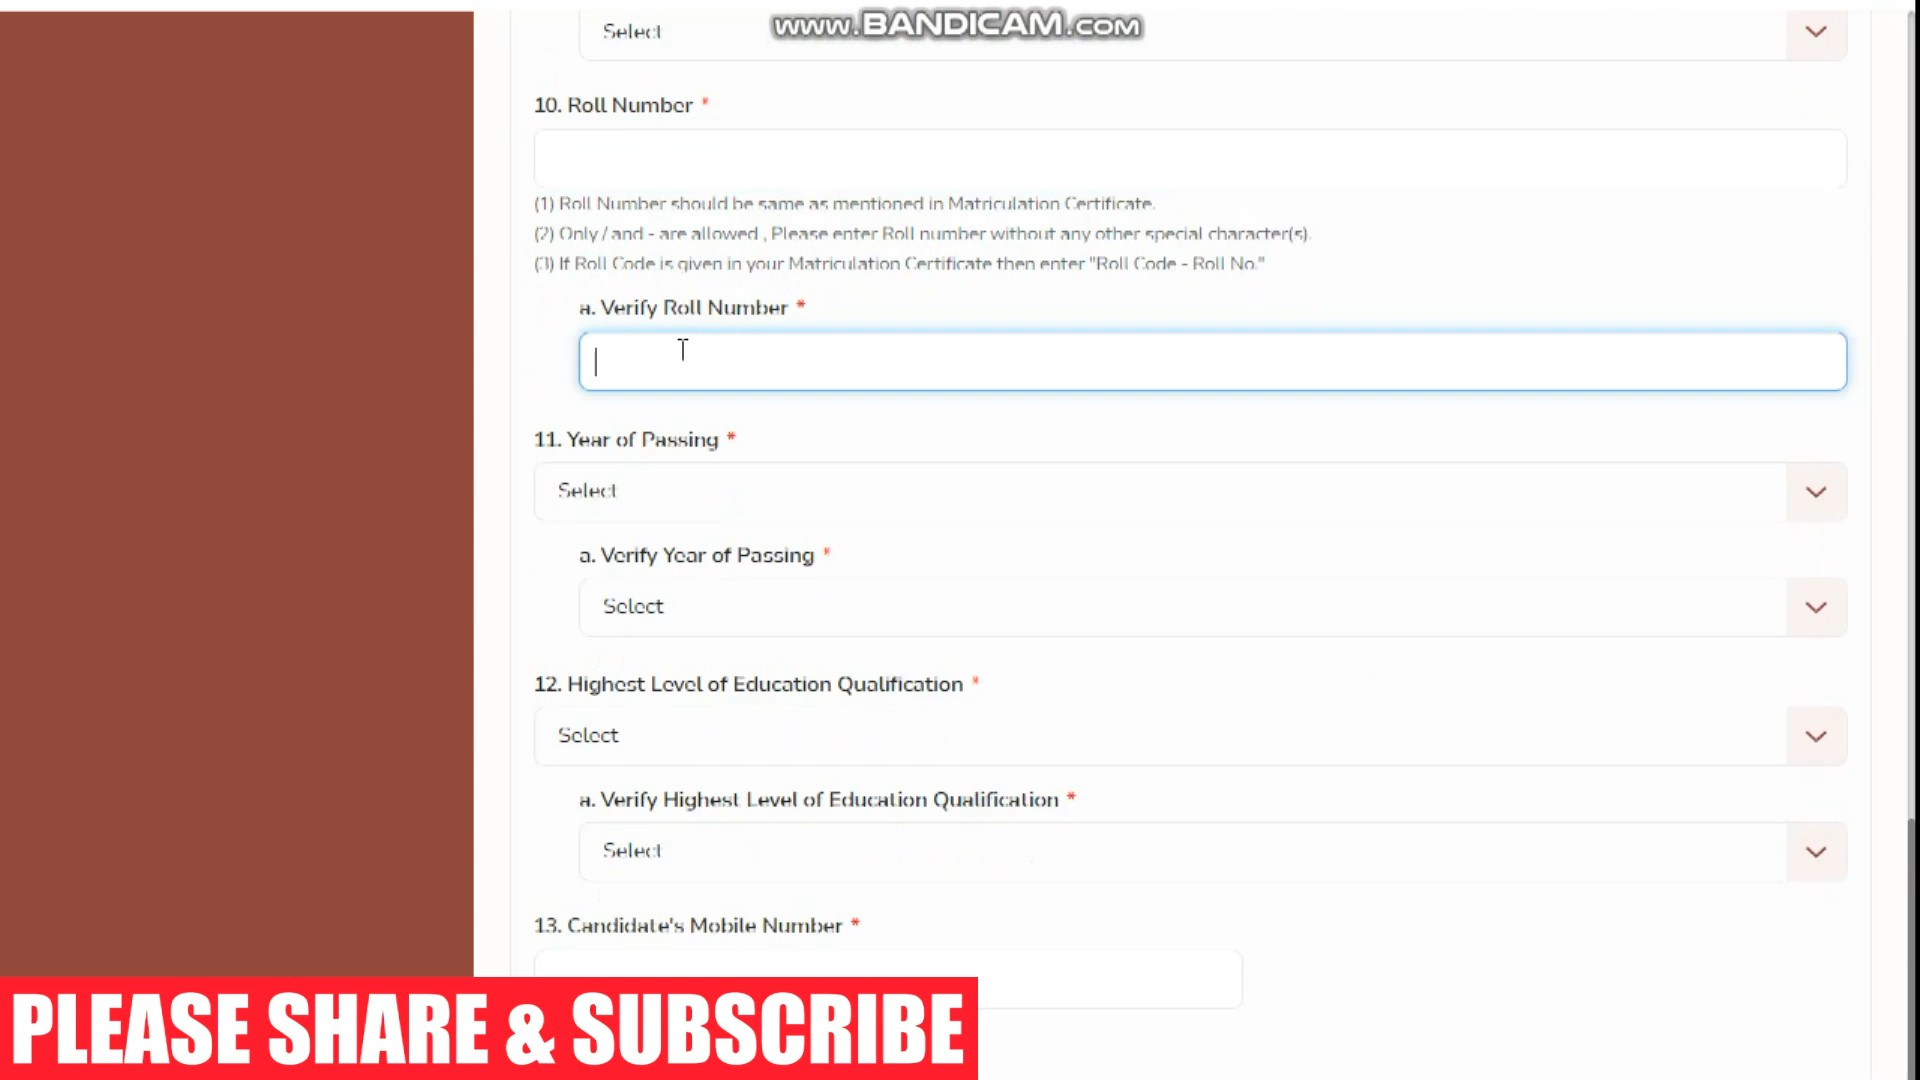 www.BANDICAM.com
Select
10. Roll Number *
(1) Roll Number should be same as mentioned in Matriculation Certificate.
(2) Only / and - are allowed , Please enter Roll number without any other special character(s).
(3) If Roll Code is given in your Matriculation Certificate then enter "Roll Code - Roll No."
a. Verify Roll Number *
11. Year of Passing *
Select
a. Verify Year of Passing *
Select
12. Highest Level of Education Qualification *
Select
a. Verify Highest Level of Education Qualification *
Select
13. Candidate's Mobile Number *
PLEASE SHARE & SUBSCRIBE